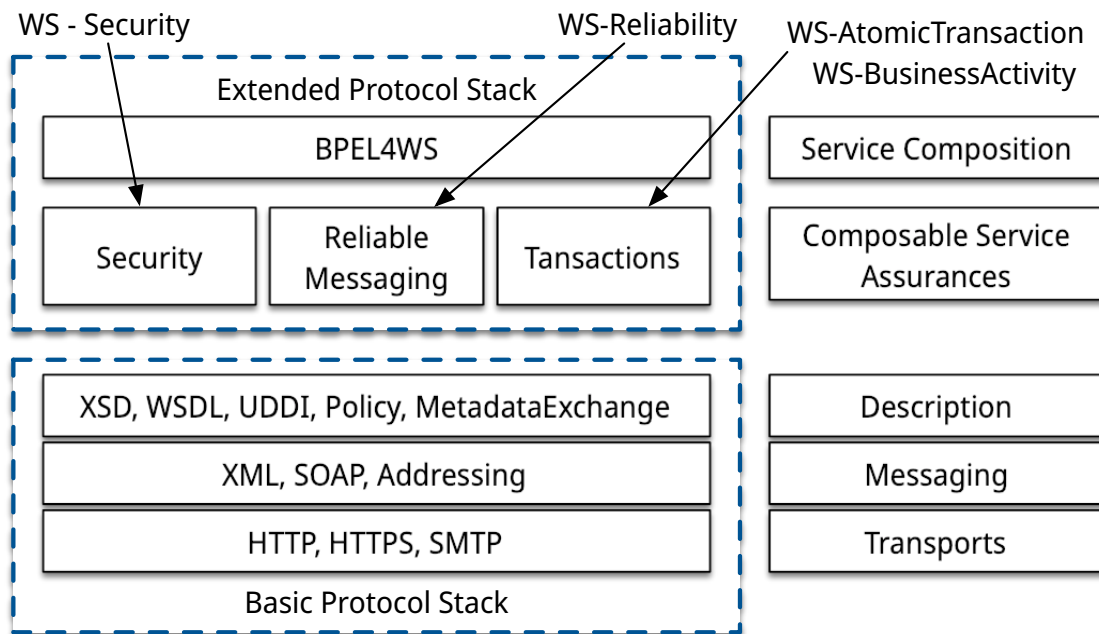 WS - Security
WS-Reliability
WS-AtomicTransaction
WS-BusinessActivity
Extended Protocol Stack
BPEL4WS
Service Composition
Security
Reliable
Messaging
Tansactions
Composable Service
Assurances
XSD, WSDL, UDDI, Policy, MetadataExchange
Description
XML, SOAP, Addressing
Messaging
HTTP, HTTPS, SMTP
Transports
Basic Protocol Stack